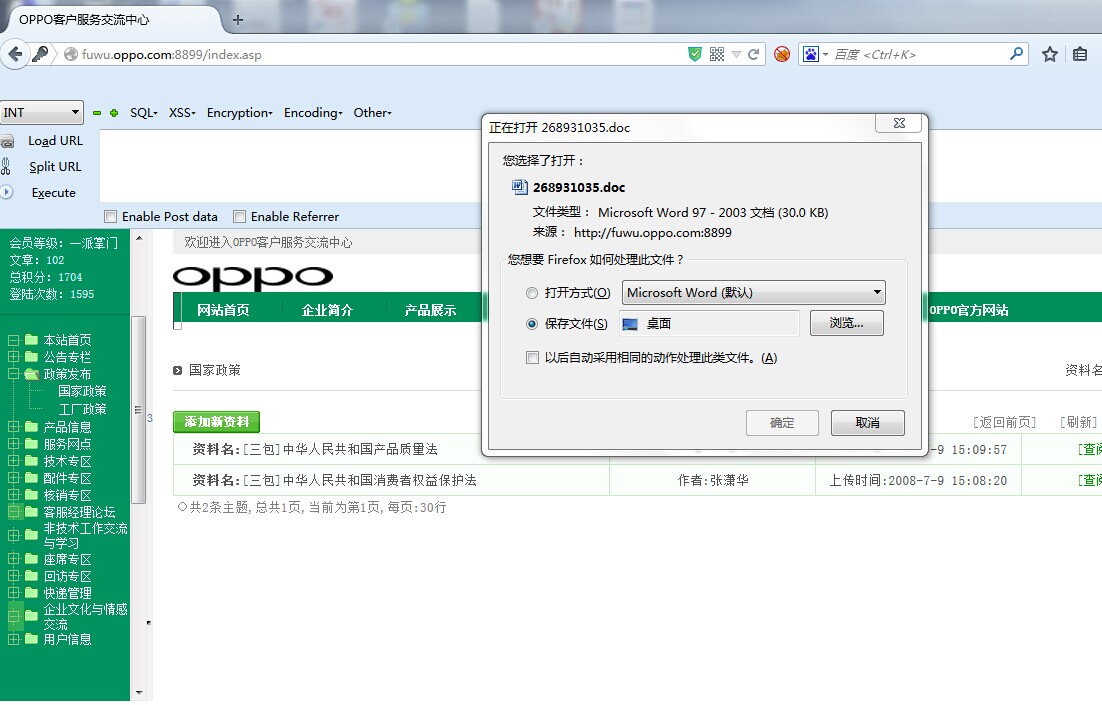 OPPO客户服务交流中心
fuwu.oppo.com:8899/index.asp
百度 <Ctrl+K>
INT
SQL
XSS
Encryption
Encoding
Other
Load URL
Split URL
Execute
Enable Post data
Enable Referrer
正在打开 268931035.doc
您选择了打开：
268931035.doc
文件类型： Microsoft Word 97 - 2003 文档 (30.0 KB)
来源： http://fuwu.oppo.com:8899
您想要 Firefox 如何处理此文件？
打开方式(O)
Microsoft Word (默认)
保存文件(S)
桌面
浏览...
以后自动采用相同的动作处理此类文件。(A)
确定
取消
会员等级: 一派掌门
文章: 102
总积分: 1704
登陆次数: 1595
本站首页
公告专栏
政策发布
国家政策
工厂政策
产品信息
服务网点
技术专区
配件专区
核销专区
客服经理论坛
非技术工作交流
与学习
座席专区
回访专区
快递管理
企业文化与情感
交流
用户信息
3
欢迎进入OPPO客户服务交流中心
oppo
网站首页
企业简介
产品展示
OPPO官方网站
国家政策
资料名
添加新资料
[返回前页]
[刷新]
资料名:[三包]中华人民共和国产品质量法
-9 15:09:57
[查阅
资料名:[三包]中华人民共和国消费者权益保护法
作者:张潇华
上传时间:2008-7-9 15:08:20
[查阅
共2条主题,总共1页,当前为第1页,每页:30行